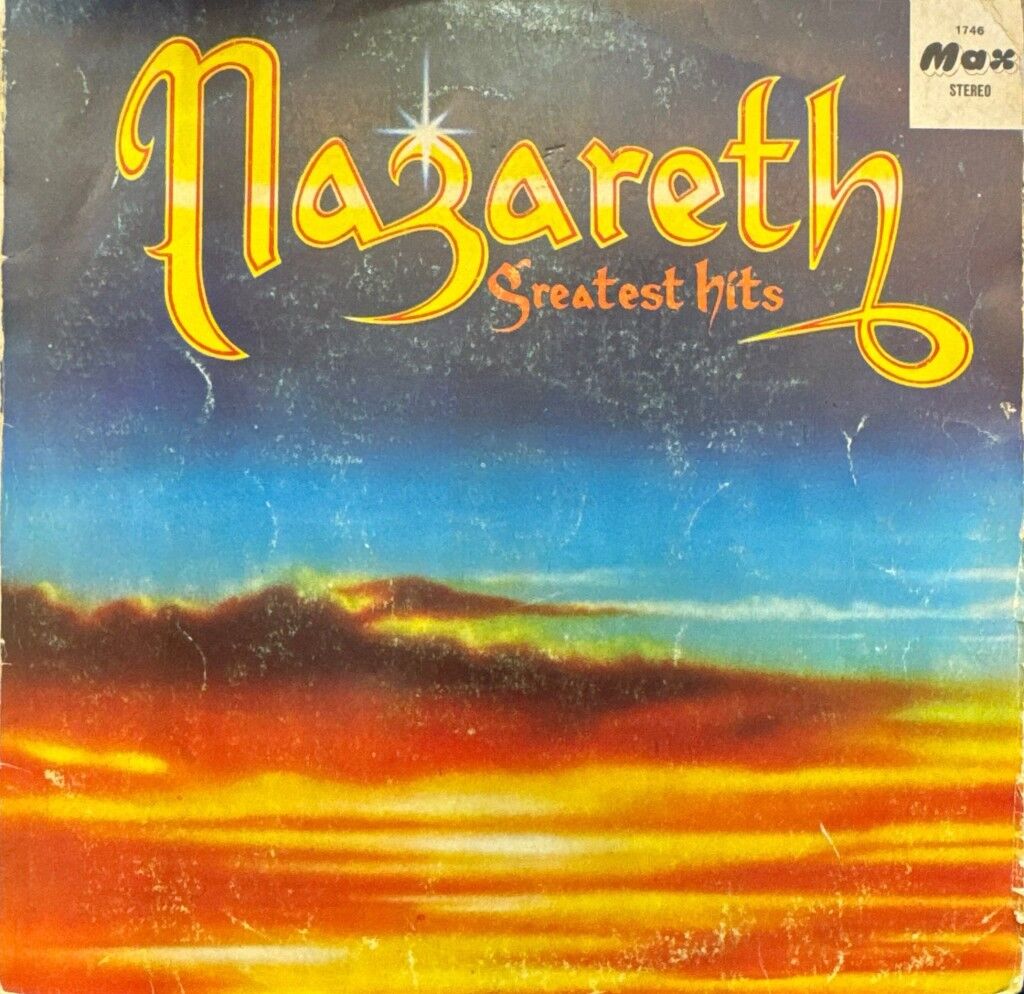 1746
Max
STEREO
Nazareth
Greatest hits